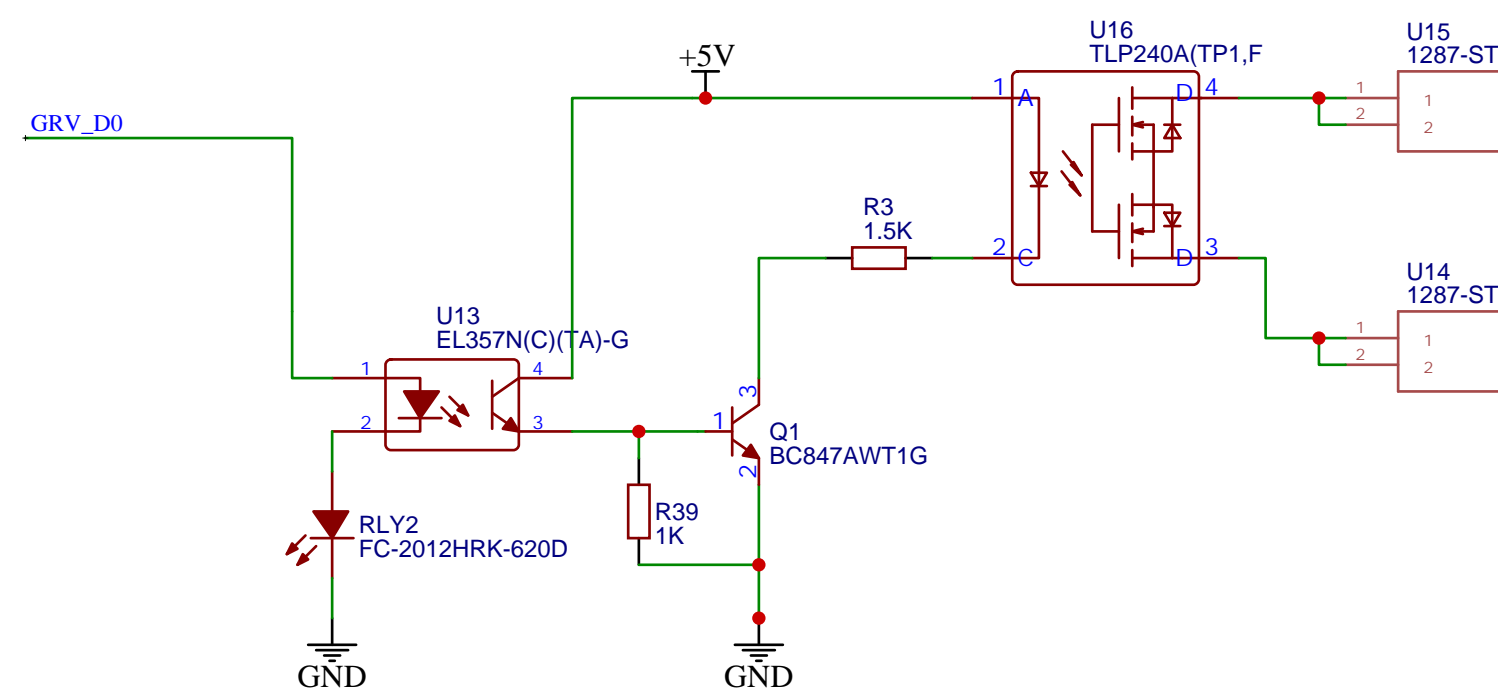 U16
TLP240A(TP1,F
U15
1287-ST
+5V
1
A
D
4
1
1
2
2
GRV_D0
R3
1.5K
2
C
D
3
U14
1287-ST
U13
EL357N(C)(TA)-G
1
1
2
2
1
4
2
3
3
1
Q1
BC847AWT1G
2
R39
1K
RLY2
FC-2012HRK-620D
GND
GND